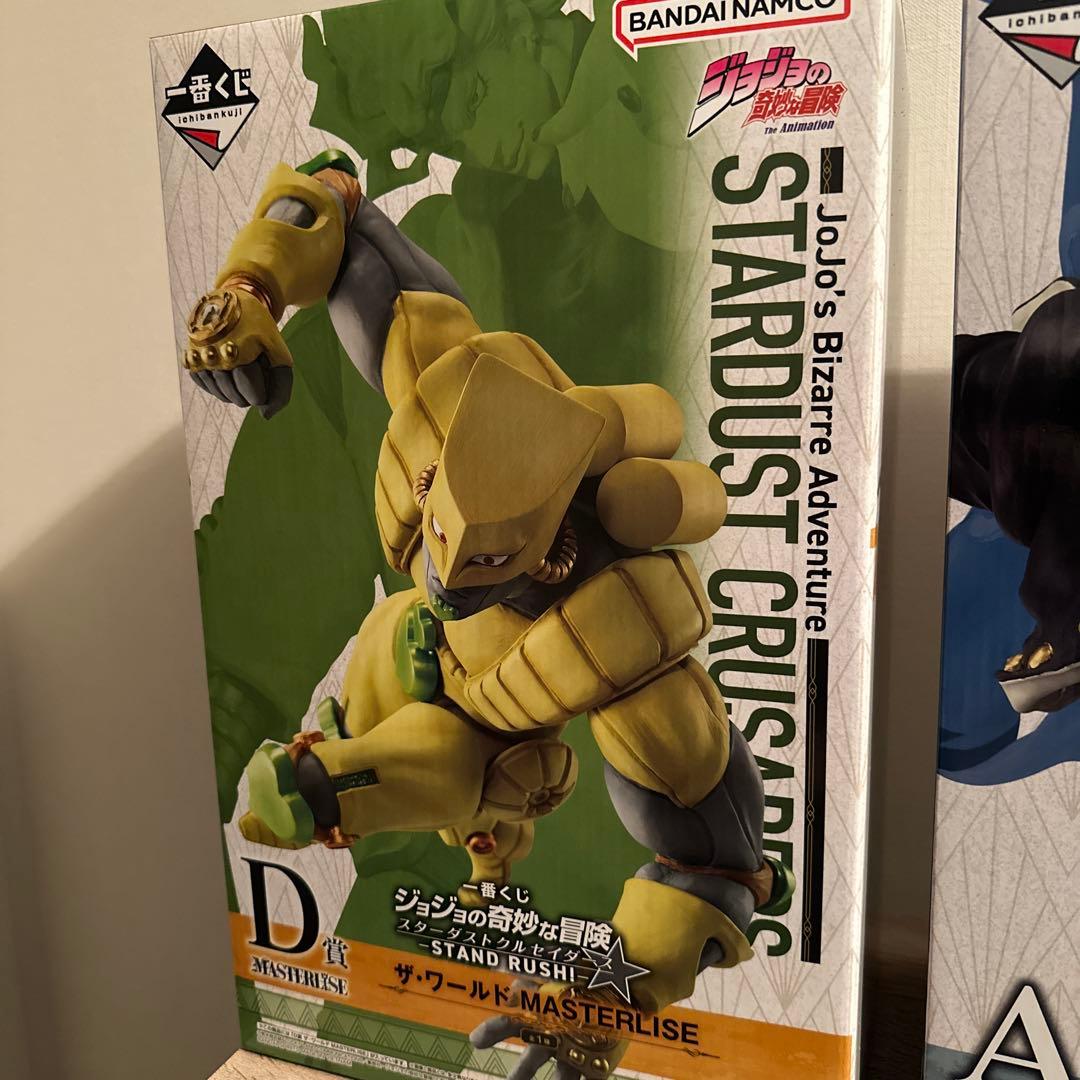 一番くじ
ichibankuji
BANDAI NAMCO
ジョジョの
奇妙な冒険
The Animation
JoJo's Bizarre Adventure
STARDUST CRUSADERS
D賞
MASTERLISE
一番くじ
ジョジョの奇妙な冒険
スターダストクルセイダース
STAND RUSH!
ザ・ワールド MASTERLISE
ichiban
A